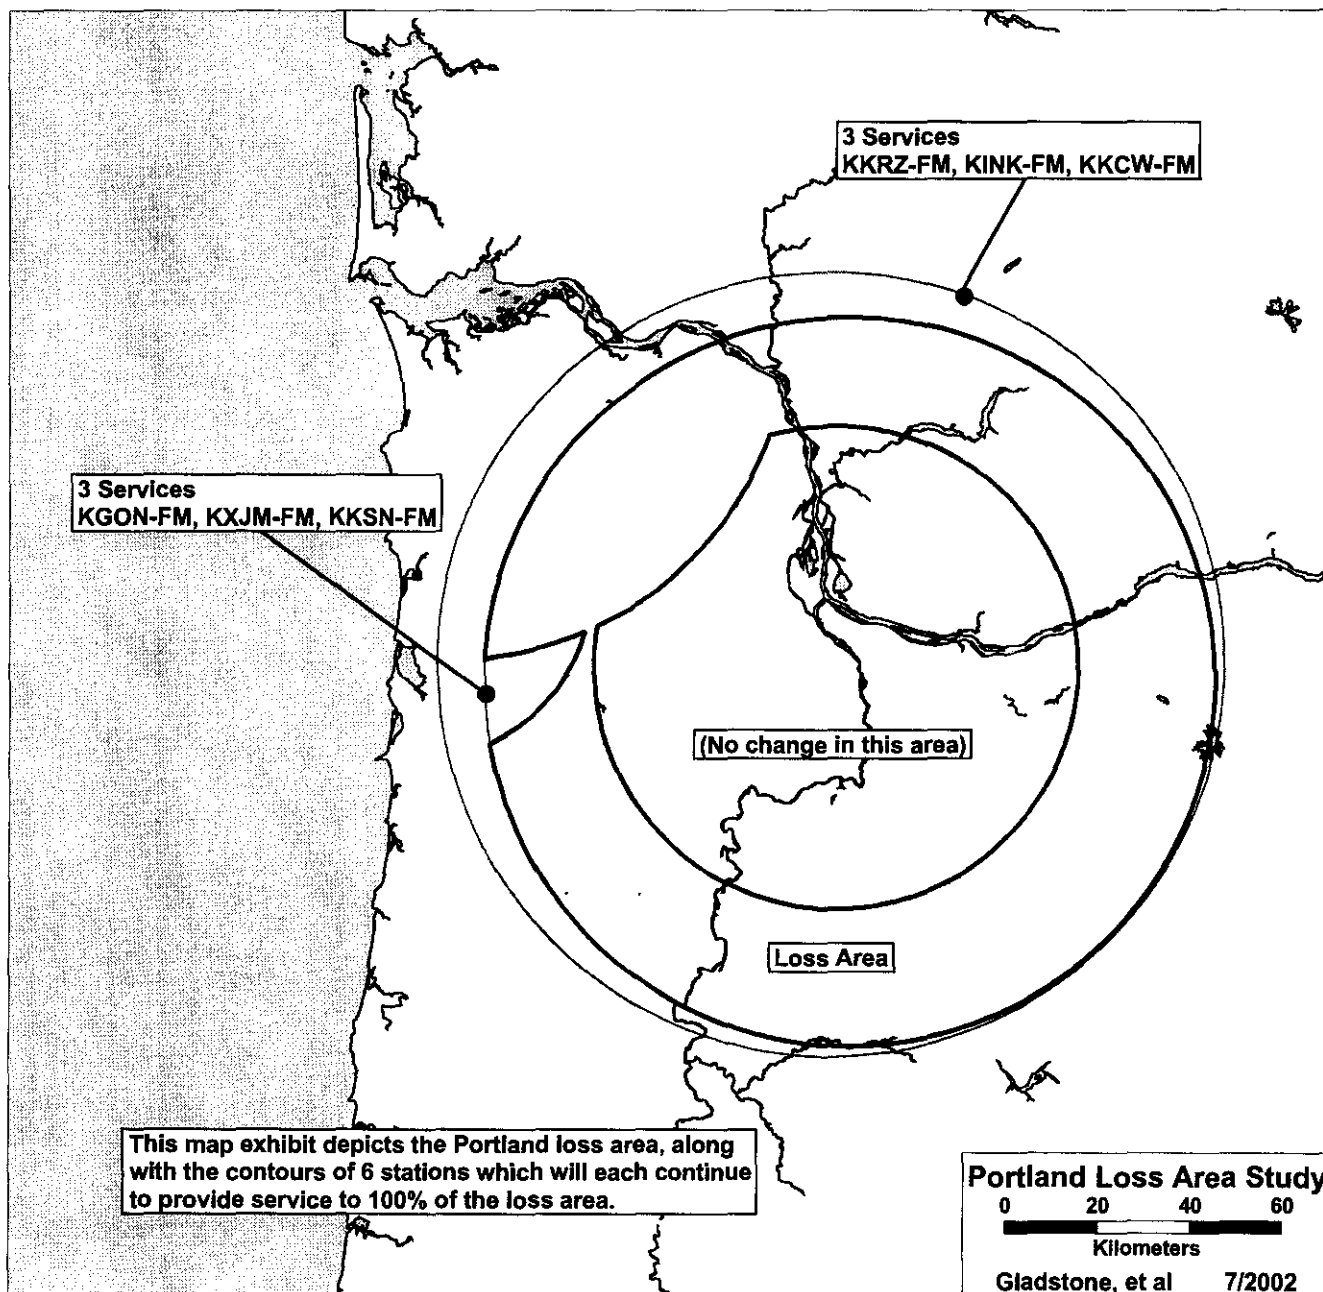 3 Services
KKRZ-FM, KINK-FM, KKCW-FM
3 Services
KGON-FM, KXJM-FM, KKSN-FM
(No change in this area)
Loss Area
This map exhibit depicts the Portland loss area, along
with the contours of 6 stations which will each continue
to provide service to 100% of the loss area.
Portland Loss Area Study
0 20 40 60
Kilometers
Gladstone, et al 7/2002